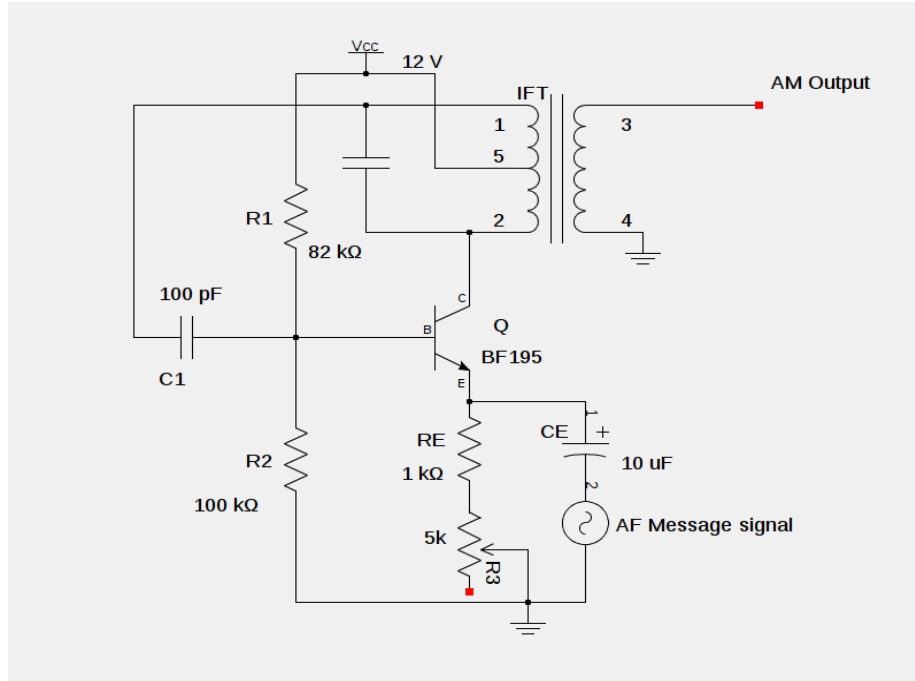 Vcc
12 V
AM Output
IFT
1
3
5
R1
2
4
82 kΩ
100 pF
C
B
Q
BF195
C1
E
1
RE
CE +
R2
1 kΩ
10 uF
2
100 kΩ
5k
AF Message signal
R3